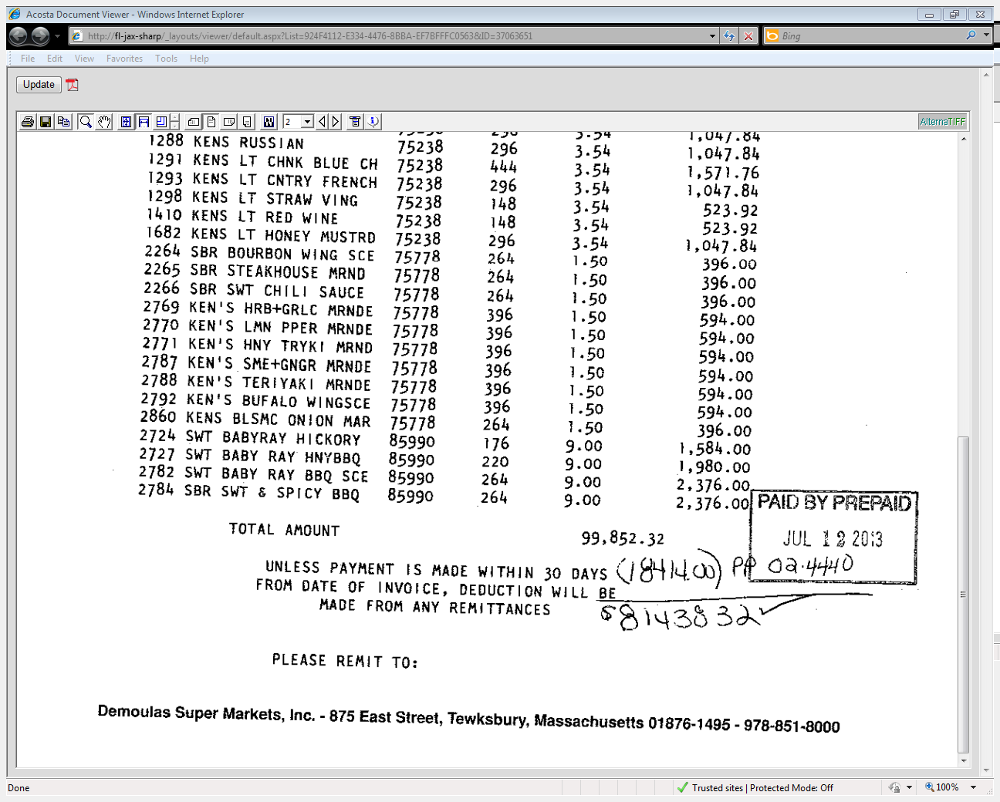 Acosta Document Viewer - Windows Internet Explorer
http://fl-jax-sharp/_layouts/viewer/default.aspx?List=924F4112-E334-4476-8BBA-EF7BFFFC0563&ID=37063651 Bing
File Edit View Favorites Tools Help
Update
2 AlternaTIFF
75238 296 3.54 1,047.84
1288 KENS RUSSIAN 75238 296 3.54 1,047.84
1291 KENS LT CHNK BLUE CH 75238 444 3.54 1,571.76
1293 KENS LT CNTRY FRENCH 75238 296 3.54 1,047.84
1298 KENS LT STRAW VING 75238 148 3.54 523.92
1410 KENS LT RED WINE 75238 148 3.54 523.92
1682 KENS LT HONEY MUSTRD 75238 296 3.54 1,047.84
2264 SBR BOURBON WING SCE 75778 264 1.50 396.00
2265 SBR STEAKHOUSE MRND 75778 264 1.50 396.00
2266 SBR SWT CHILI SAUCE 75778 264 1.50 396.00
2769 KEN'S HRB+GRLC MRNDE 75778 396 1.50 594.00
2770 KEN'S LMN PPER MRNDE 75778 396 1.50 594.00
2771 KEN'S HNY TRYKI MRND 75778 396 1.50 594.00
2787 KEN'S SME+GNGR MRNDE 75778 396 1.50 594.00
2788 KEN'S TERIYAKI MRNDE 75778 396 1.50 594.00
2792 KEN'S BUFALO WINGSCE 75778 396 1.50 594.00
2860 KENS BLSMC ONION MAR 75778 264 1.50 396.00
2724 SWT BABYRAY HICKORY 85990 176 9.00 1,584.00
2727 SWT BABY RAY HNYBBQ 85990 220 9.00 1,980.00
2782 SWT BABY RAY BBQ SCE 85990 264 9.00 2,376.00
2784 SBR SWT & SPICY BBQ 85990 264 9.00 2,376.00
PAID BY PREPAID
TOTAL AMOUNT 99,852.32
JUL 12 2013
UNLESS PAYMENT IS MADE WITHIN 30 DAYS (18414.00) PP 02.4440
FROM DATE OF INVOICE, DEDUCTION WILL BE
MADE FROM ANY REMITTANCES $81438 32
PLEASE REMIT TO:
Demoulas Super Markets, Inc. - 875 East Street, Tewksbury, Massachusetts 01876-1495 - 978-851-8000
Done Trusted sites | Protected Mode: Off 100%